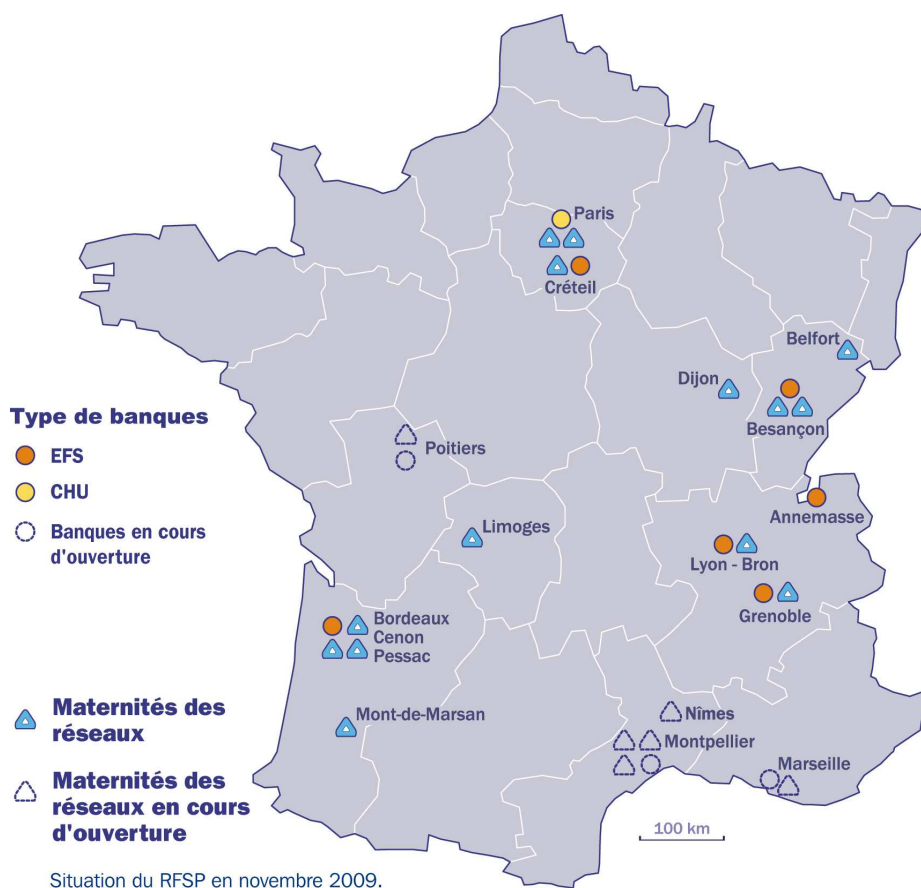 Paris
Créteil
Belfort
Dijon
Besançon
Type de banques
EFS
CHU
Banques en cours
d'ouverture
Poitiers
Annemasse
Limoges
Lyon - Bron
Grenoble
Bordeaux
Cenon
Pessac
Maternités des
réseaux
Mont-de-Marsan
Nîmes
Montpellier
Marseille
Maternités des
réseaux en cours
d'ouverture
100 km
Situation du RFSP en novembre 2009.